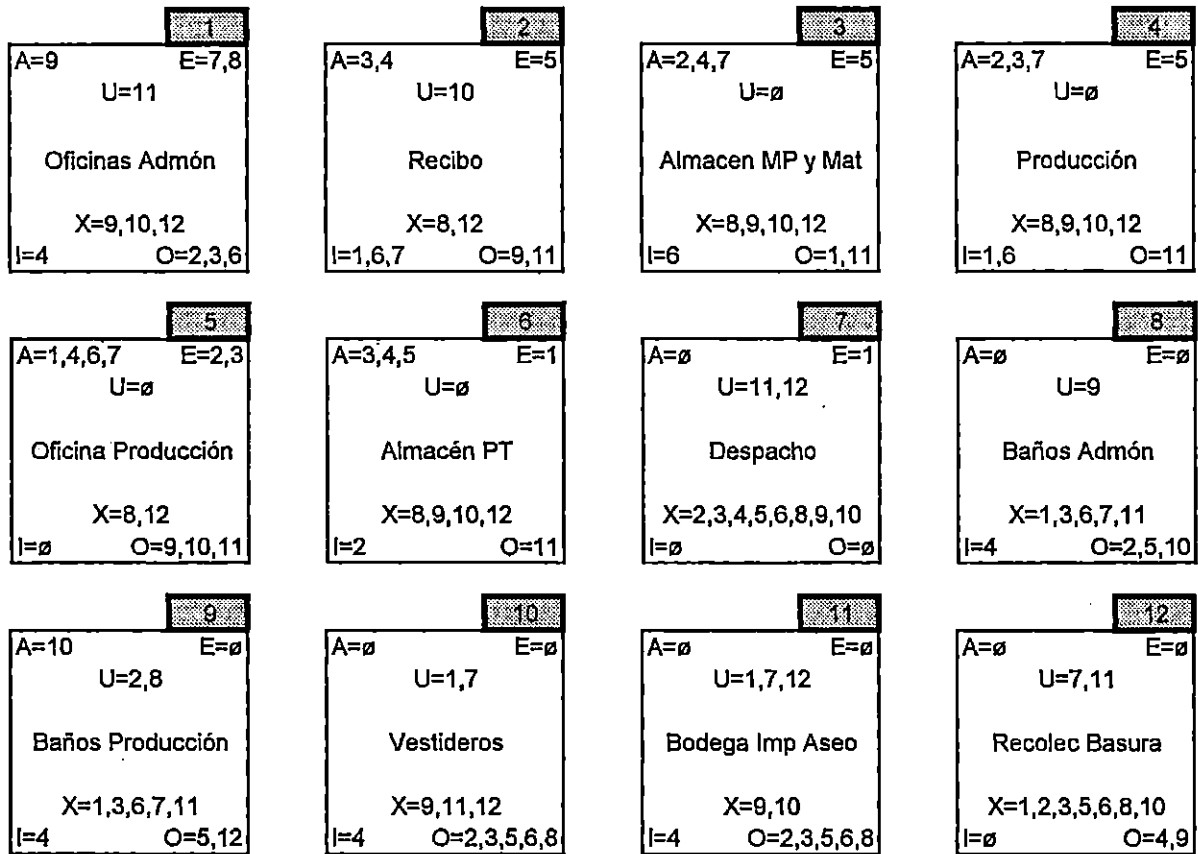 1
A=9 E=7,8
U=11
Oficinas Admón
X=9,10,12
I=4 O=2,3,6
2
A=3,4 E=5
U=10
Recibo
X=8,12
I=1,6,7 O=9,11
3
A=2,4,7 E=5
U=ø
Almacen MP y Mat
X=8,9,10,12
I=6 O=1,11
4
A=2,3,7 E=5
U=ø
Producción
X=8,9,10,12
I=1,6 O=11
5
A=1,4,6,7 E=2,3
U=ø
Oficina Producción
X=8,12
I=ø O=9,10,11
6
A=3,4,5 E=1
U=ø
Almacén PT
X=8,9,10,12
I=2 O=11
7
A=ø E=1
U=11,12
Despacho
X=2,3,4,5,6,8,9,10
I=ø O=ø
8
A=ø E=ø
U=9
Baños Admón
X=1,3,6,7,11
I=4 O=2,5,10
9
A=10 E=ø
U=2,8
Baños Producción
X=1,3,6,7,11
I=4 O=5,12
10
A=ø E=ø
U=1,7
Vestideros
X=9,11,12
I=4 O=2,3,5,6,8
11
A=ø E=ø
U=1,7,12
Bodega Imp Aseo
X=9,10
I=4 O=2,3,5,6,8
12
A=ø E=ø
U=7,11
Recolec Basura
X=1,2,3,5,6,8,10
I=ø O=4,9